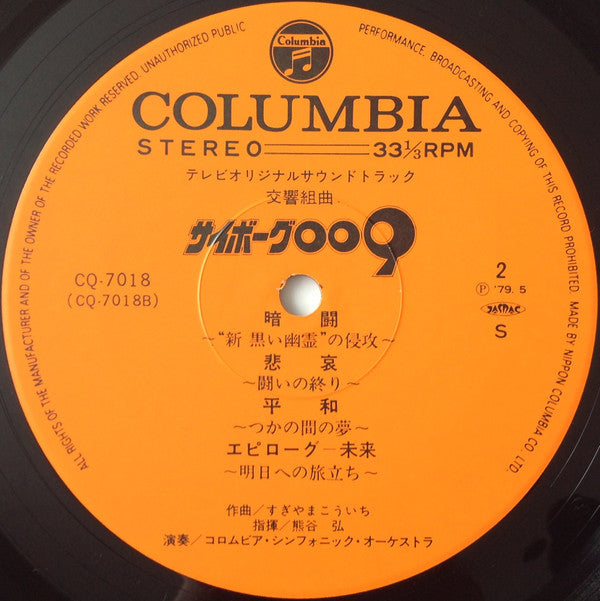 ALL RIGHTS OF THE MANUFACTURER AND OF THE OWNER OF THE RECORDED WORK RESERVED. UNAUTHORIZED PUBLIC
PERFORMANCE, BROADCASTING AND COPYING OF THIS RECORD PROHIBITED. MADE BY NIPPON COLUMBIA CO. LTD.
Columbia
COLUMBIA
STEREO 33 1/3 RPM
テレビオリジナルサウンドトラック
交響組曲
サイボーグ009
CQ-7018
(CQ-7018B)
2
Ⓟ '79. 5
JASRAC
S
暗 闘
~“新 黒い幽霊”の侵攻~
悲 哀
~闘いの終り~
平 和
~つかの間の夢~
エピローグ―未来
~明日への旅立ち~
作曲/すぎやまこういち
指揮/熊谷 弘
演奏/コロムビア・シンフォニック・オーケストラ